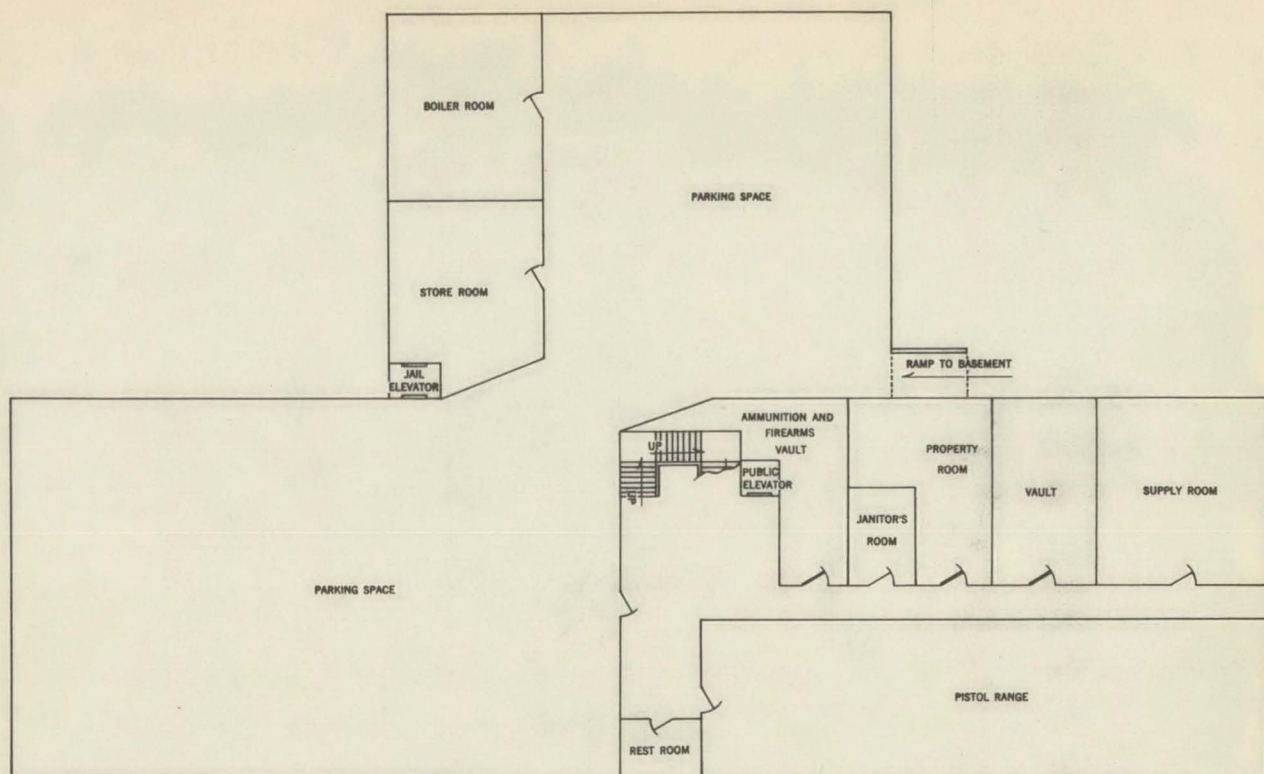 BOILER ROOM
PARKING SPACE
STORE ROOM
JAIL
ELEVATOR
RAMP TO BASEMENT
AMMUNITION AND
FIREARMS
VAULT
UP
UP
PUBLIC
ELEVATOR
PROPERTY
ROOM
JANITOR'S
ROOM
VAULT
SUPPLY ROOM
PARKING SPACE
PISTOL RANGE
REST ROOM